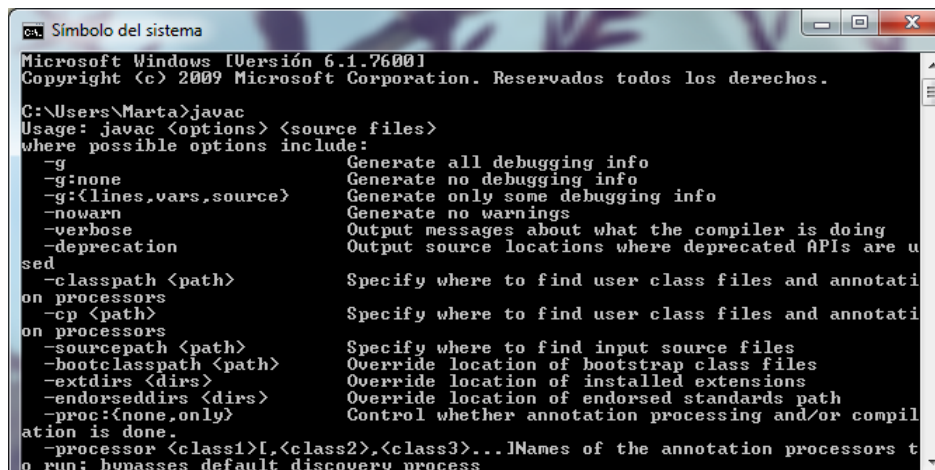 Símbolo del sistema
Microsoft Windows [Versión 6.1.7600]
Copyright (c) 2009 Microsoft Corporation. Reservados todos los derechos.
C:\Users\Marta>javac
Usage: javac <options> <source files>
where possible options include:
  -g                         Generate all debugging info
  -g:none                    Generate no debugging info
  -g:{lines,vars,source}     Generate only some debugging info
  -nowarn                    Generate no warnings
  -verbose                   Output messages about what the compiler is doing
  -deprecation               Output source locations where deprecated APIs are u
sed
  -classpath <path>          Specify where to find user class files and annotati
on processors
  -cp <path>                 Specify where to find user class files and annotati
on processors
  -sourcepath <path>         Specify where to find input source files
  -bootclasspath <path>      Override location of bootstrap class files
  -extdirs <dirs>            Override location of installed extensions
  -endorseddirs <dirs>       Override location of endorsed standards path
  -proc:{none,only}          Control whether annotation processing and/or compil
ation is done.
  -processor <class1>[,<class2>,<class3>...]Names of the annotation processors t
o run; bypasses default discovery process